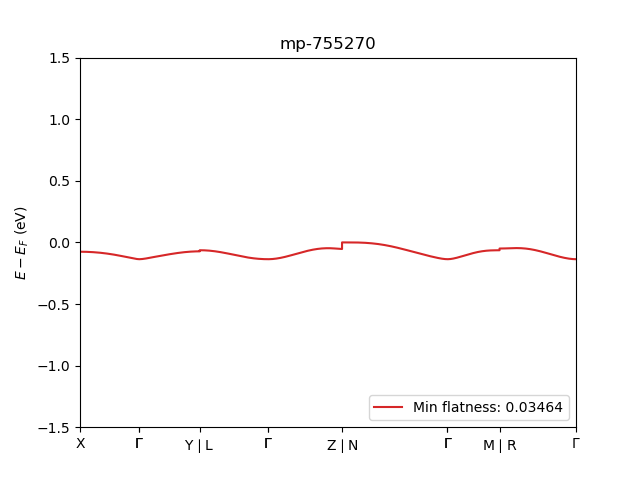 mp-755270
1.5
1.0
0.5
0.0
−0.5
−1.0
−1.5
E − E_F (eV)
Min flatness: 0.03464
X Γ Y | L Γ Z | N Γ M | R Γ